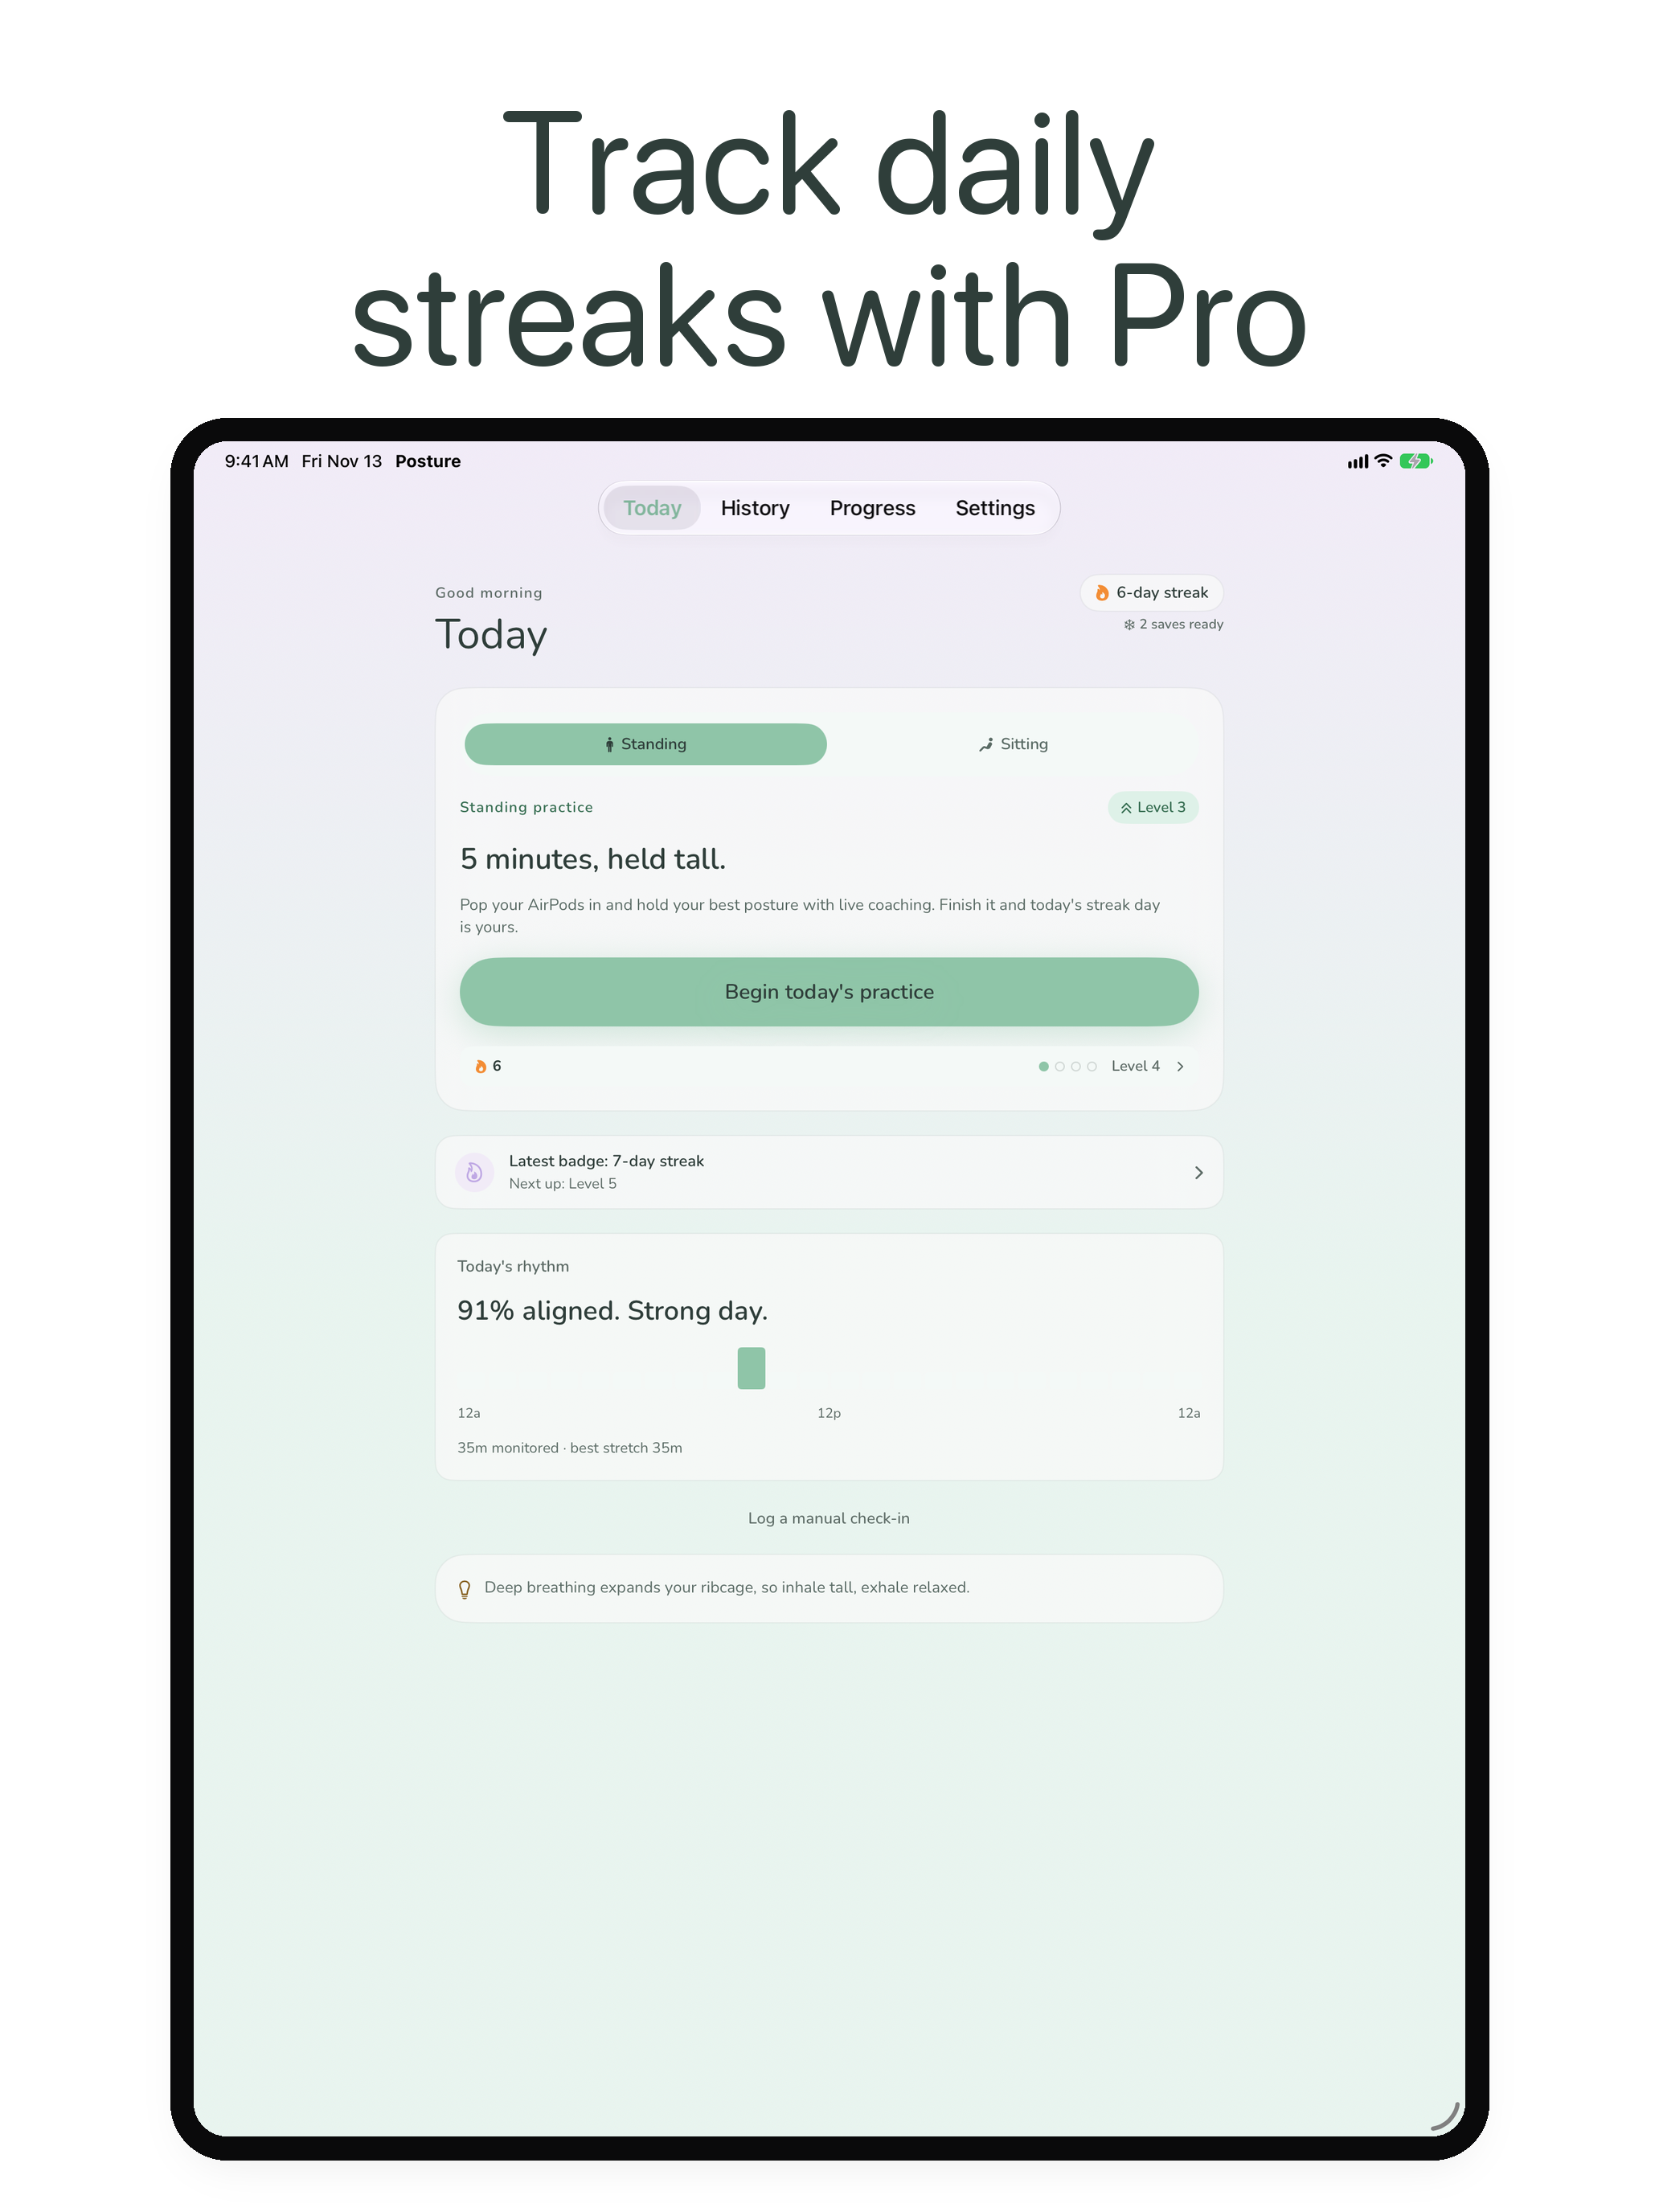 Track daily
streaks with Pro
9:41 AM Fri Nov 13 Posture
Today History Progress Settings
Good morning
6-day streak
Today
2 saves ready
Standing Sitting
Standing practice
Level 3
5 minutes, held tall.
Pop your AirPods in and hold your best posture with live coaching. Finish it and today's streak day
is yours.
Begin today's practice
6
Level 4
Latest badge: 7-day streak
Next up: Level 5
Today's rhythm
91% aligned. Strong day.
12a 12p 12a
35m monitored · best stretch 35m
Log a manual check-in
Deep breathing expands your ribcage, so inhale tall, exhale relaxed.